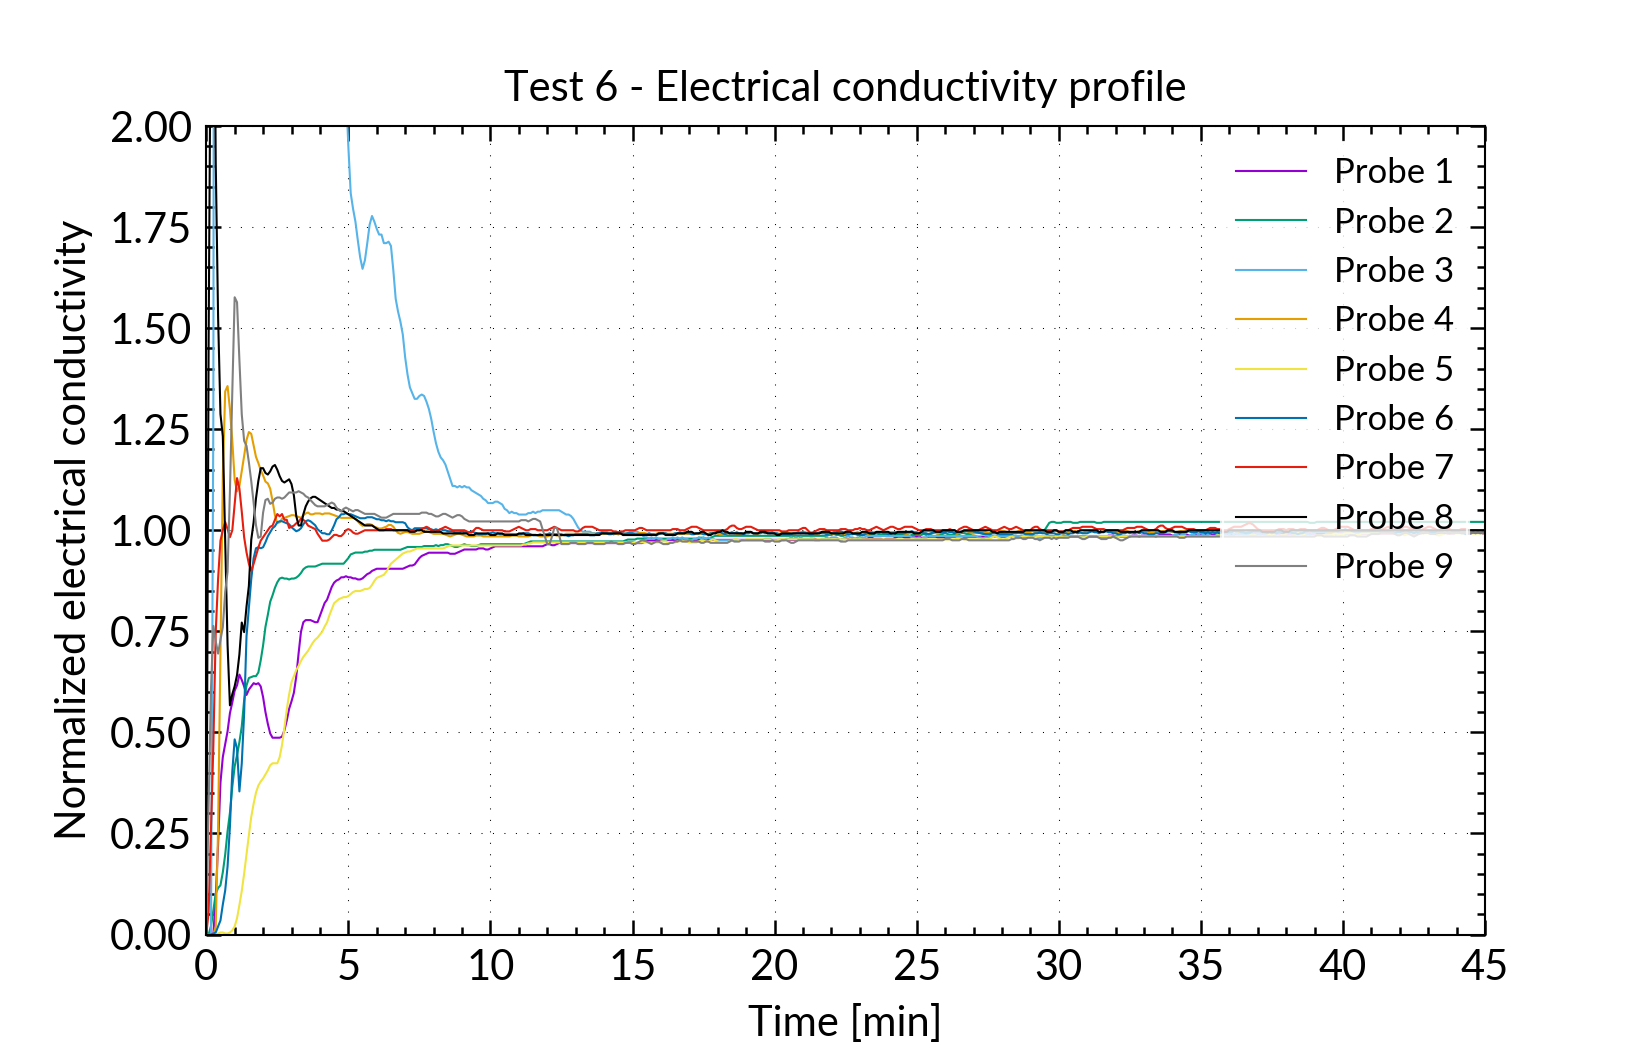 Test 6 - Electrical conductivity profile
2.00
1.75
1.50
1.25
1.00
0.75
0.50
0.25
0.00
Normalized electrical conductivity
Probe 1
Probe 2
Probe 3
Probe 4
Probe 5
Probe 6
Probe 7
Probe 8
Probe 9
0 5 10 15 20 25 30 35 40 45
Time [min]